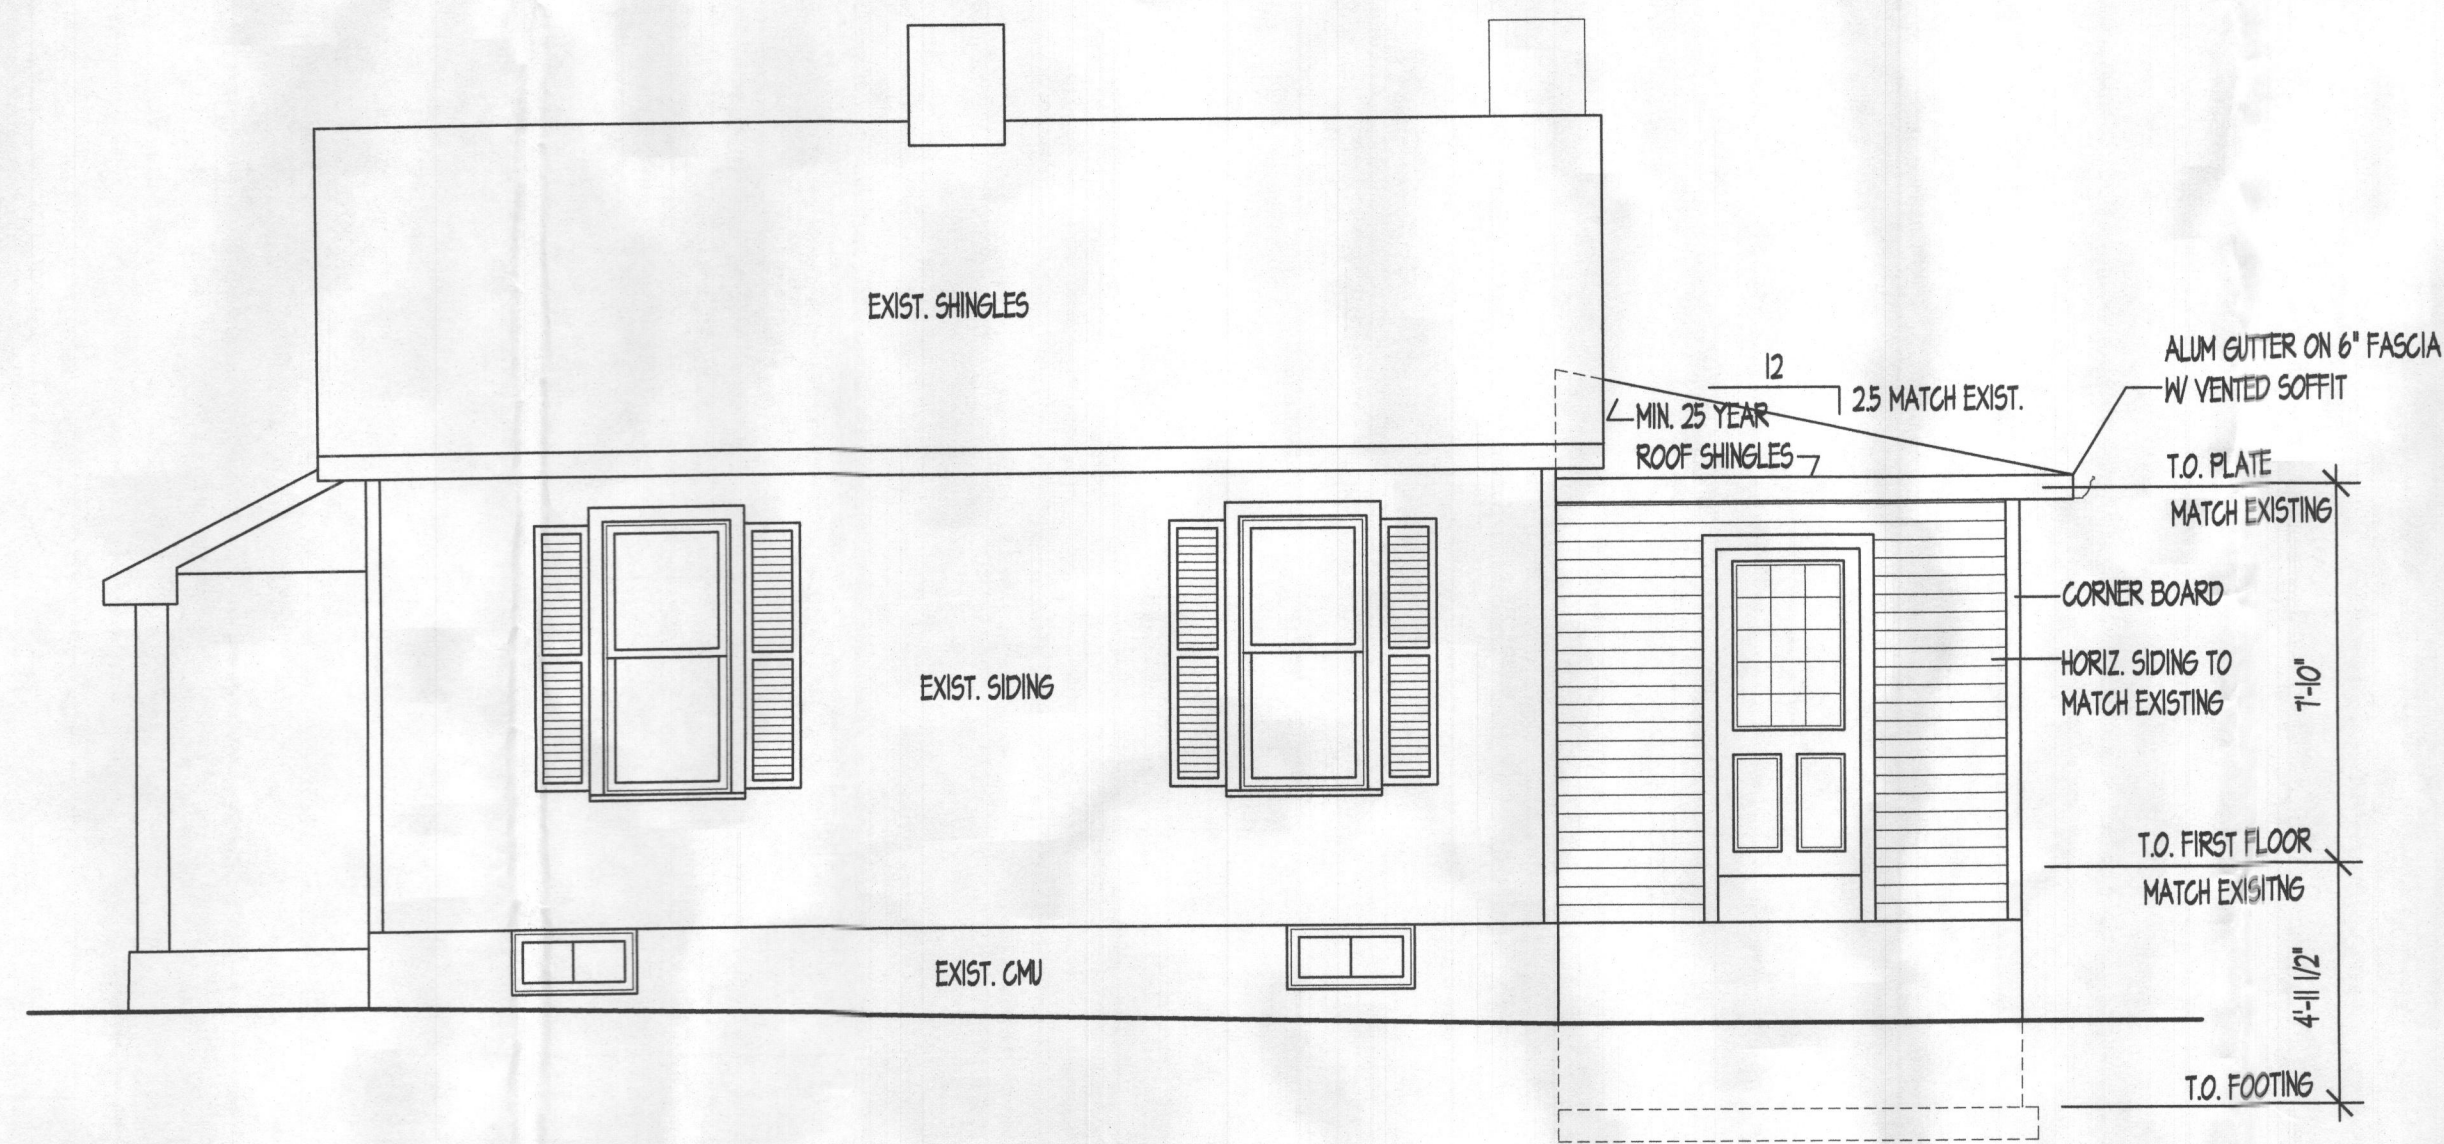 EXIST. SHINGLES
12
2.5 MATCH EXIST.
MIN. 25 YEAR
ROOF SHINGLES
ALUM GUTTER ON 6" FASCIA
W/ VENTED SOFFIT
T.O. PLATE
MATCH EXISTING
CORNER BOARD
HORIZ. SIDING TO
MATCH EXISTING
7'-10"
EXIST. SIDING
T.O. FIRST FLOOR
MATCH EXISITNG
EXIST. CMU
4'-11 1/2"
T.O. FOOTING